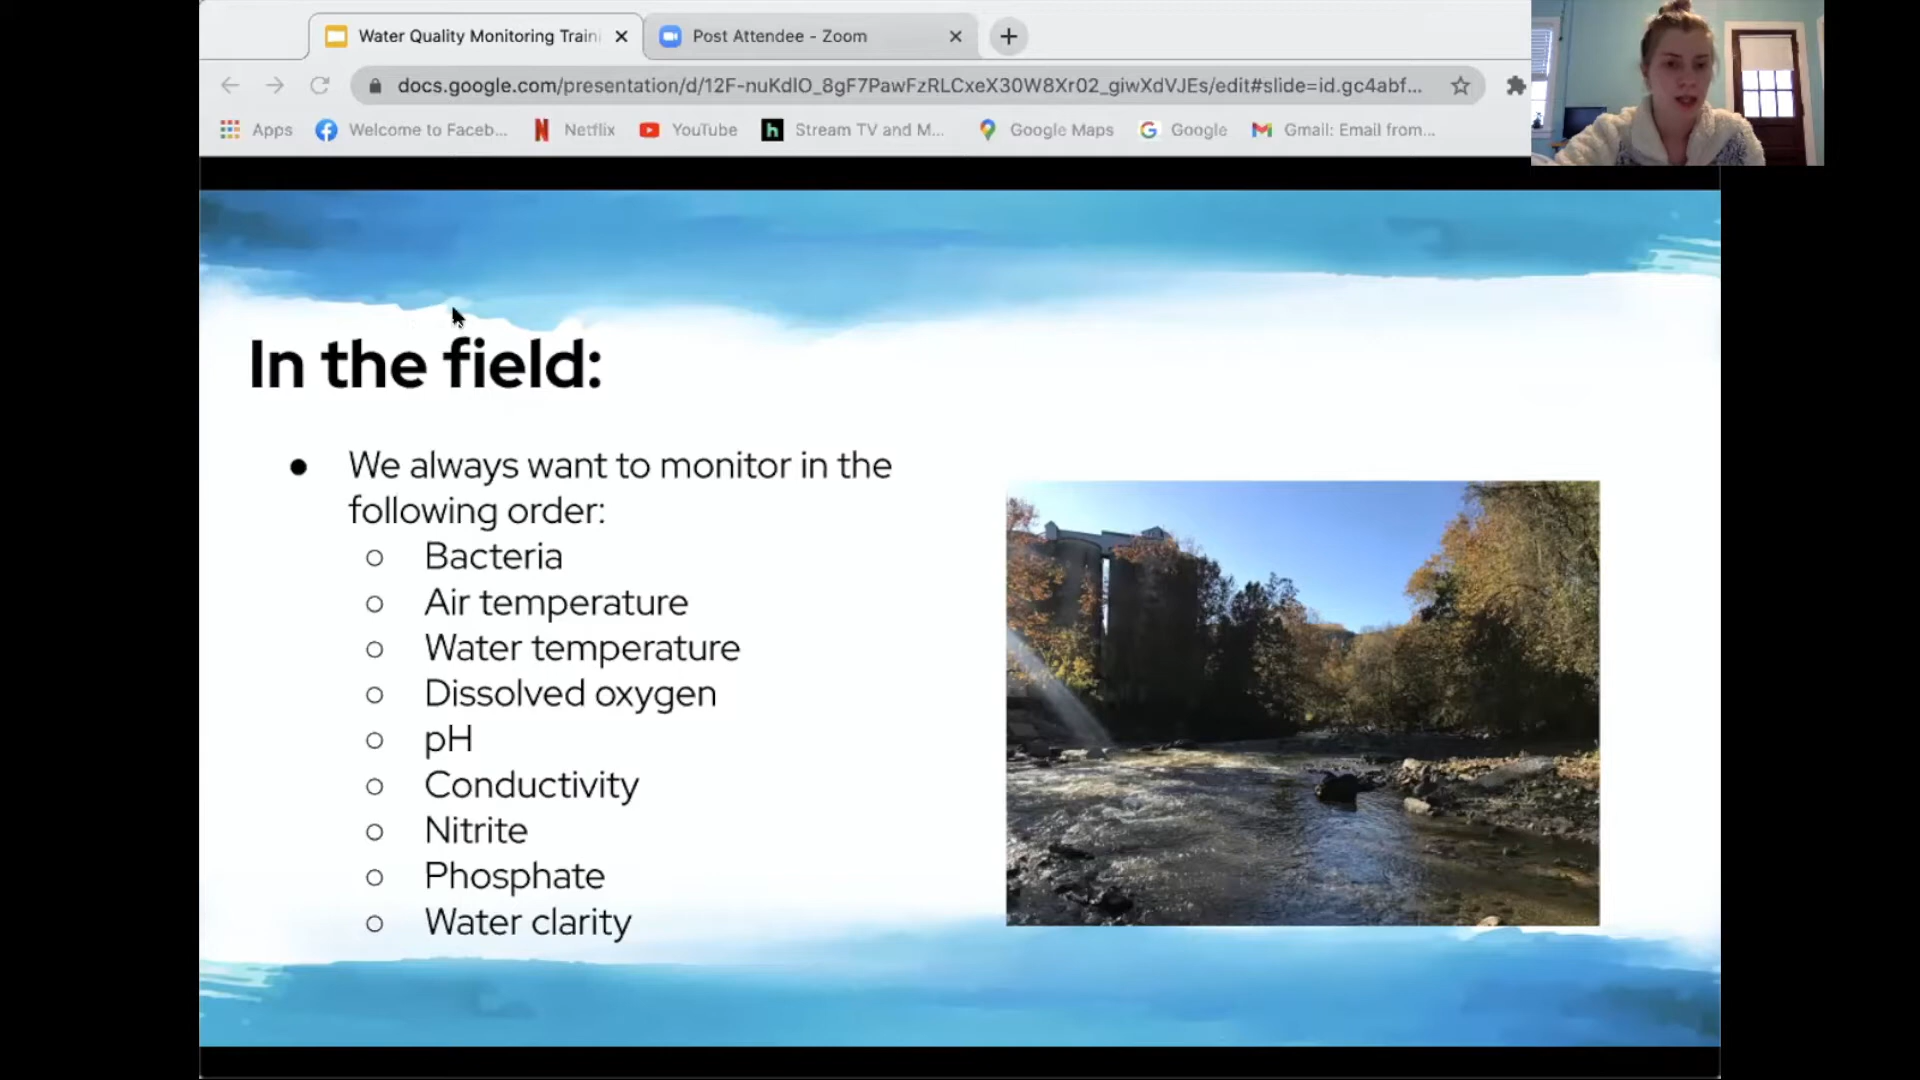 Water Quality Monitoring Traini
Post Attendee - Zoom
docs.google.com/presentation/d/12F-nuKdlO_8gF7PawFzRLCxeX30W8Xr02_giwXdVJEs/edit#slide=id.gc4abf...
Apps
Welcome to Faceb...
Netflix
YouTube
h
Stream TV and M...
Google Maps
Google
Gmail: Email from...
In the field:
● We always want to monitor in the
following order:
○ Bacteria
○ Air temperature
○ Water temperature
○ Dissolved oxygen
○ pH
○ Conductivity
○ Nitrite
○ Phosphate
○ Water clarity